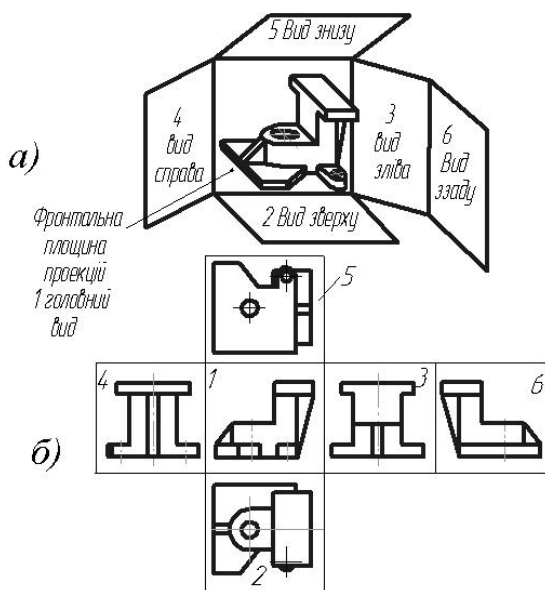 5 Вид знизу
4
вид
справа
3
вид
зліва
6
Вид
ззаду
а)
2 Вид зверху
Фронтальна
площина
проекцій
1 головний
вид
5
4
1
3
6
б)
2